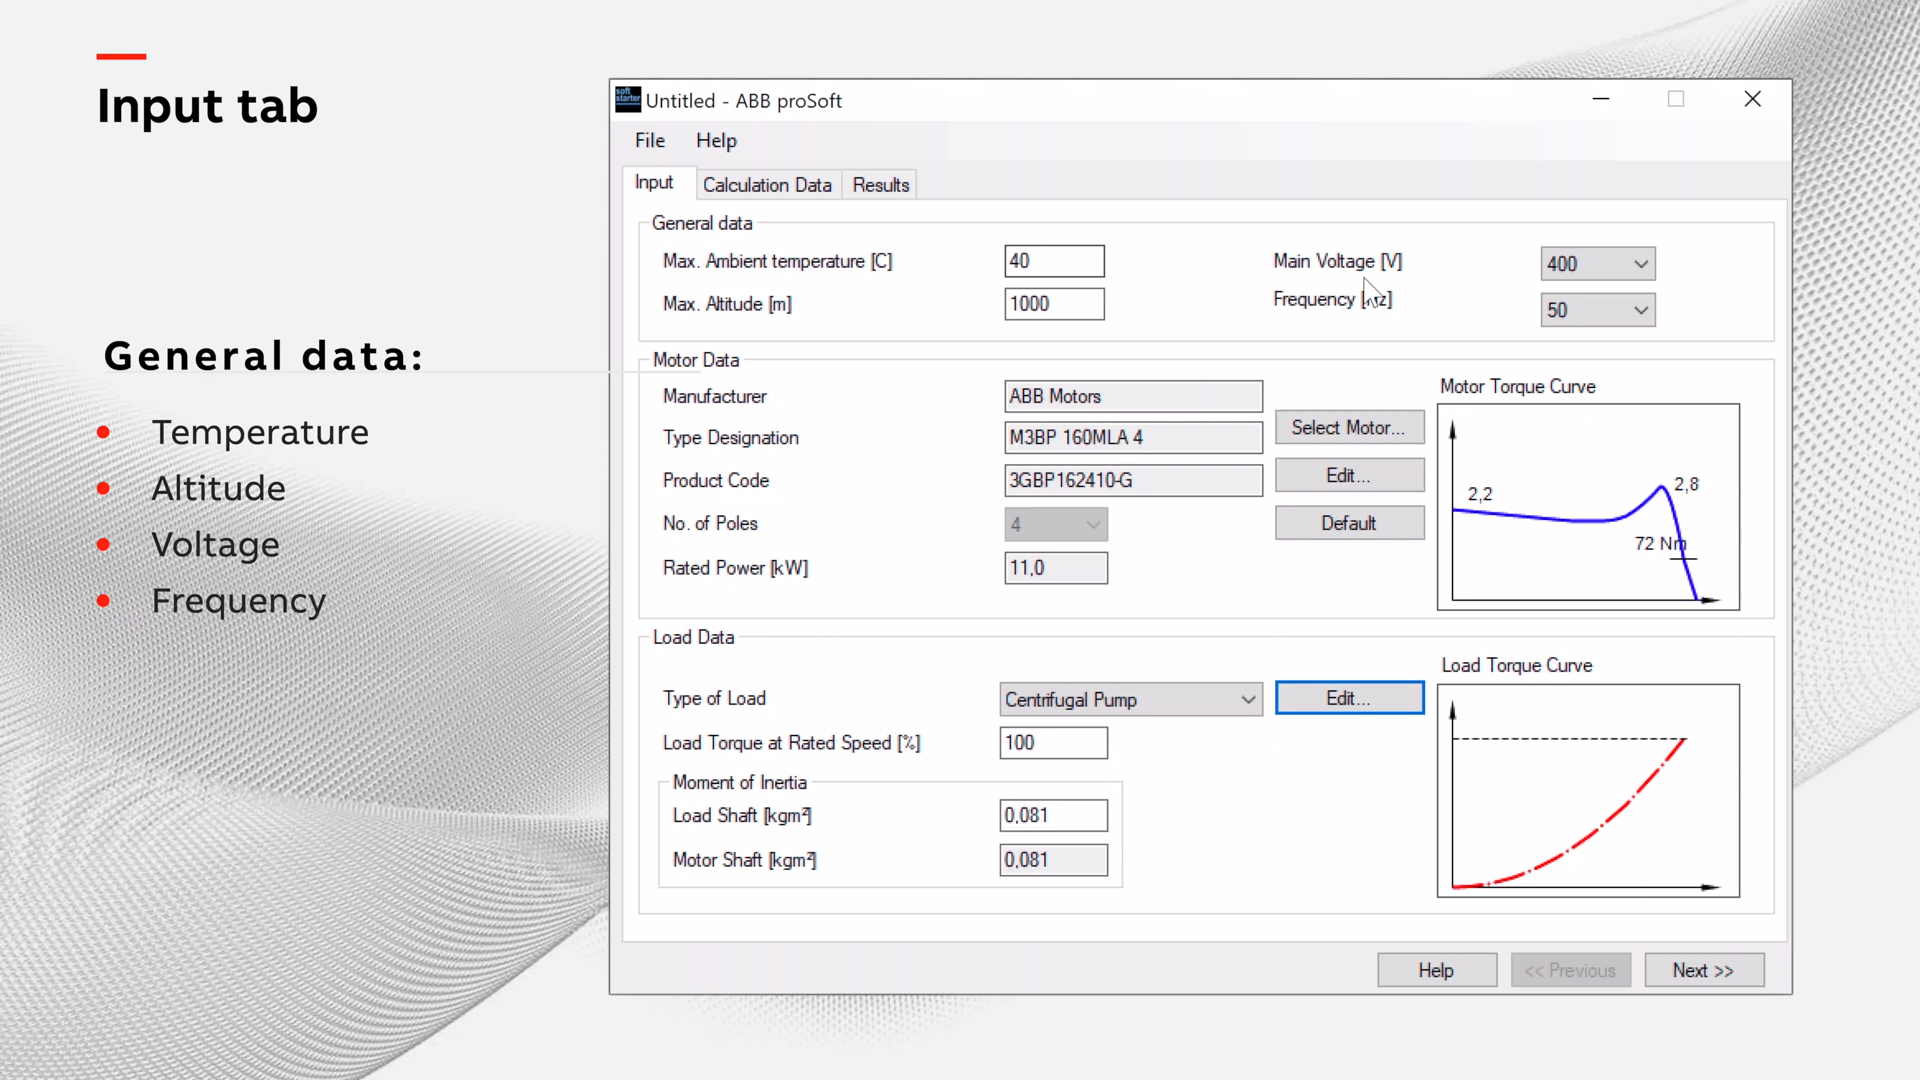 Input tab
General data:
Temperature
Altitude
Voltage
Frequency
soft starter
Untitled - ABB proSoft
File Help
Input Calculation Data Results
General data
Max. Ambient temperature [C] 40 Main Voltage [V] 400
Max. Altitude [m] 1000 Frequency 50
Motor Data
Manufacturer ABB Motors
Type Designation M3BP 160MLA 4
Product Code 3GBP162410-G
No. of Poles 4
Rated Power [kW] 11,0
Select Motor...
Edit...
Default
Motor Torque Curve
2,2
2,8
72 Nm
Load Data
Type of Load Centrifugal Pump Edit...
Load Torque at Rated Speed [%] 100
Moment of Inertia
Load Shaft [kgm²] 0,081
Motor Shaft [kgm²] 0,081
Load Torque Curve
Help << Previous Next >>